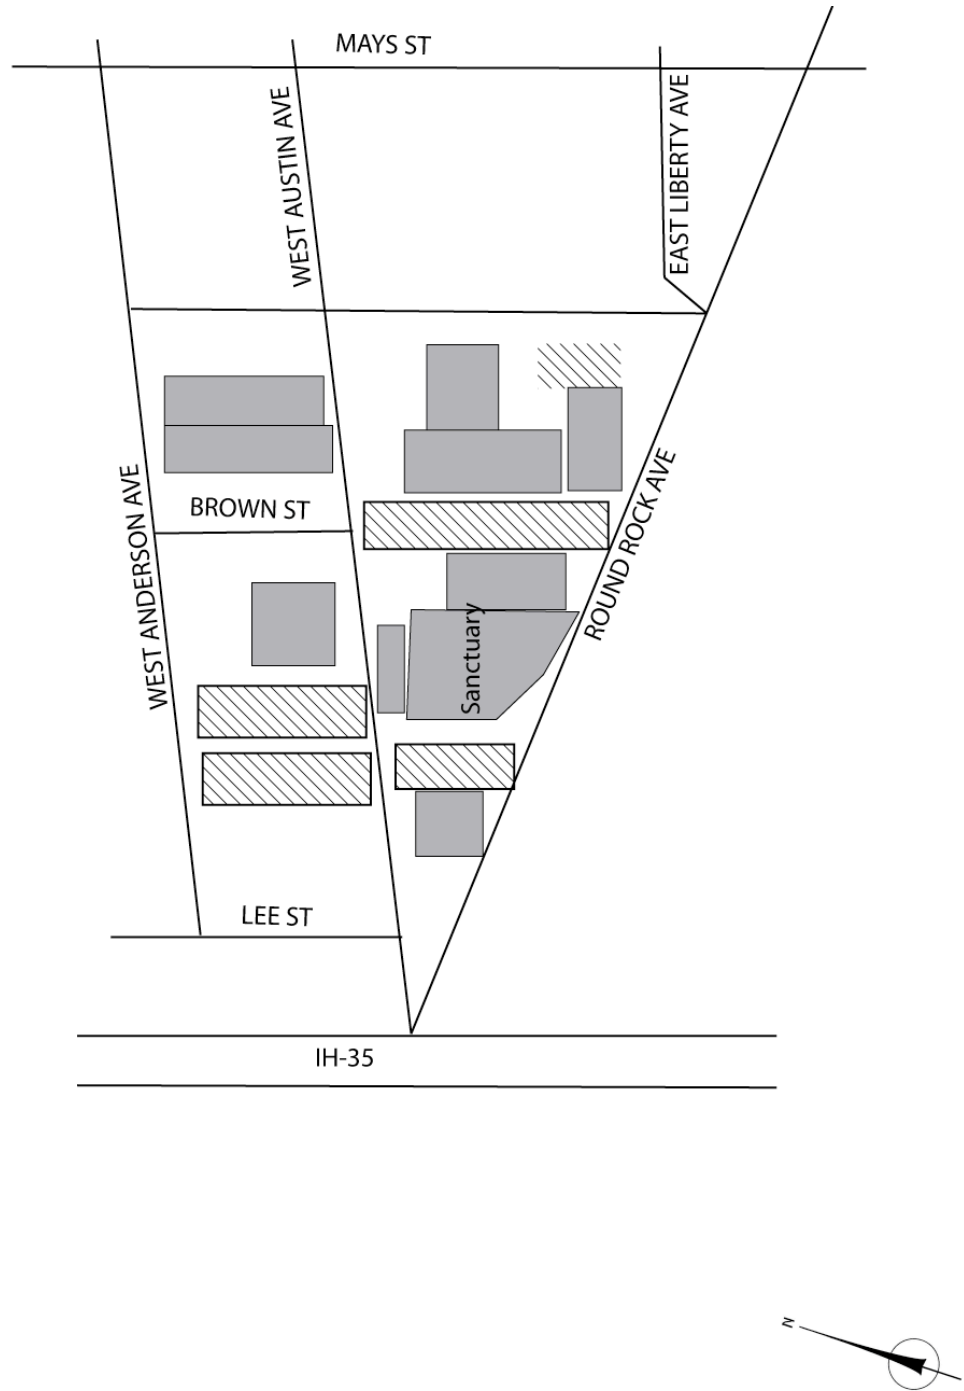 MAYS ST
WEST AUSTIN AVE
EAST LIBERTY AVE
WEST ANDERSON AVE
BROWN ST
ROUND ROCK AVE
Sanctuary
LEE ST
IH-35
N